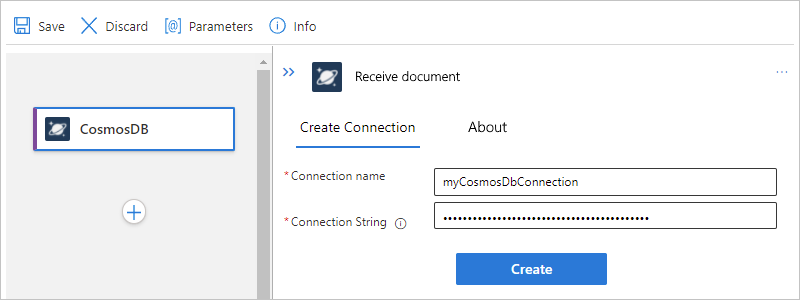 Save Discard [@] Parameters Info
Receive document
CosmosDB
Create Connection About
*Connection name myCosmosDbConnection
*Connection String ••••••••••••••••••••••••••••••••••••••••••
Create